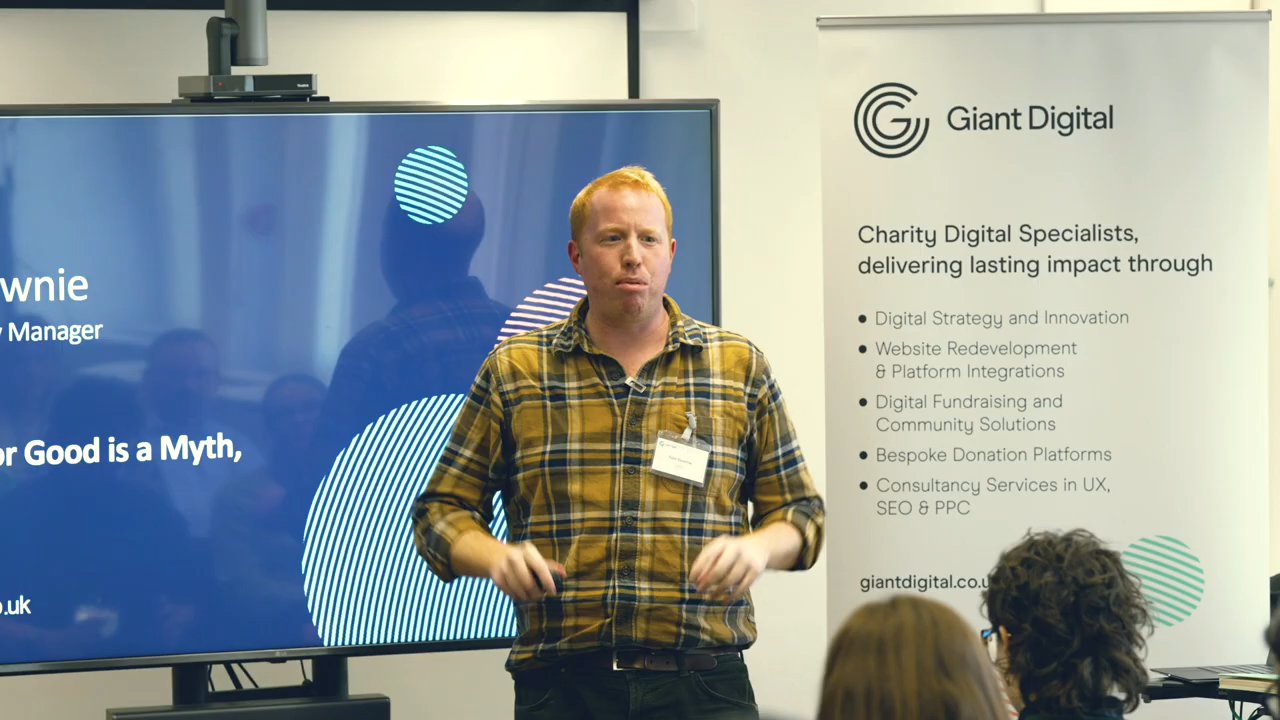 wnie
Manager
or Good is a Myth,
o.uk
Giant Digital
Charity Digital Specialists,
delivering lasting impact through
• Digital Strategy and Innovation
• Website Redevelopment
& Platform Integrations
• Digital Fundraising and
Community Solutions
• Bespoke Donation Platforms
• Consultancy Services in UX,
SEO & PPC
giantdigital.co.u